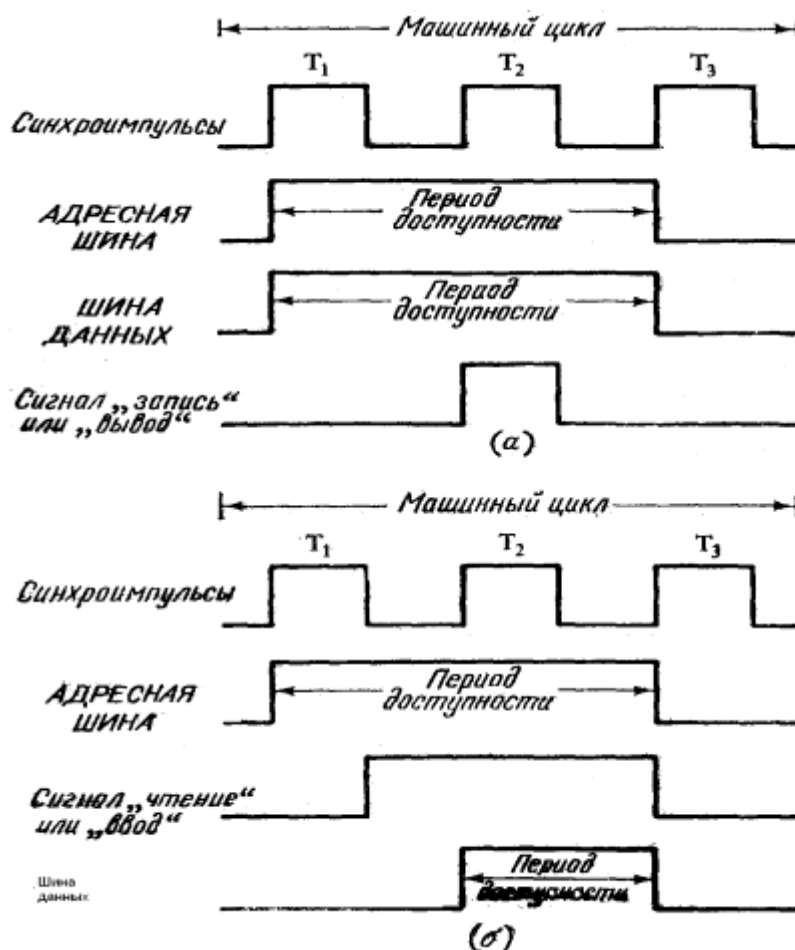 Машинный цикл
T₁ T₂ T₃
Синхроимпульсы
АДРЕСНАЯ
ШИНА
Период
доступности
ШИНА
ДАННЫХ
Период
доступности
Сигнал „запись“
или „вывод“
(а)
Машинный цикл
T₁ T₂ T₃
Синхроимпульсы
АДРЕСНАЯ
ШИНА
Период
доступности
Сигнал „чтение“
или „ввод“
Шина
данных
Период
доступности
(б)